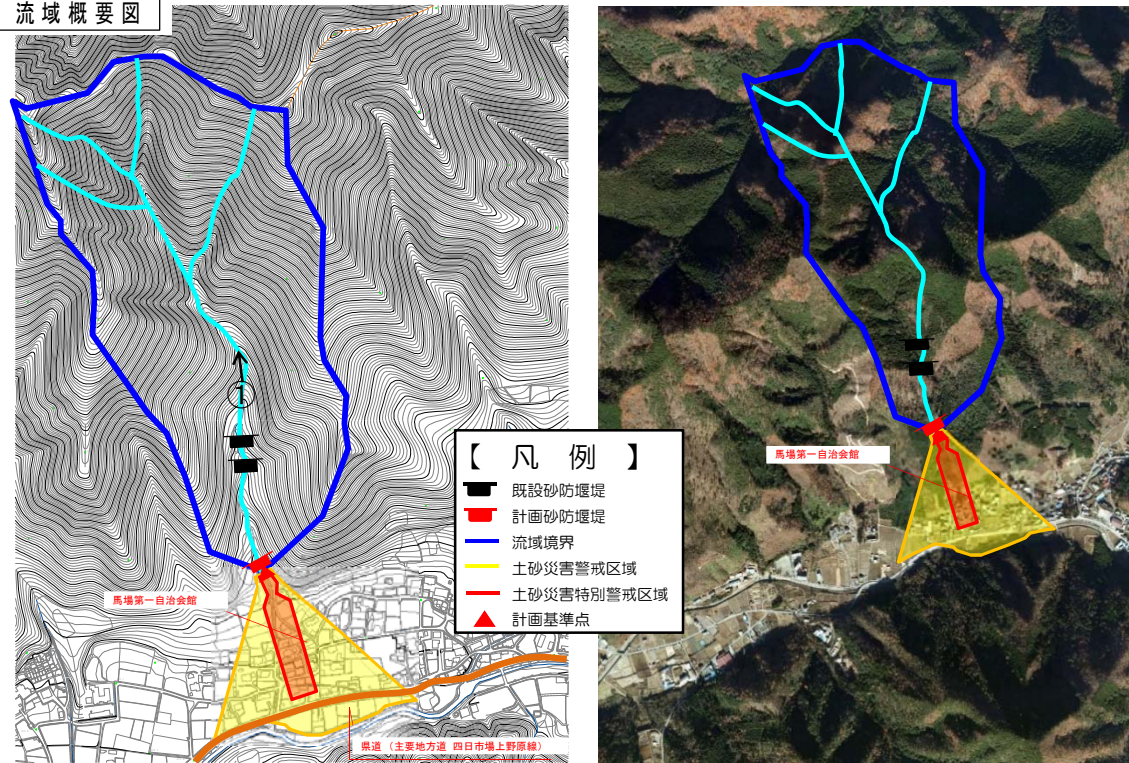 流域概要図
①
馬場第一自治会館
県道（主要地方道 四日市場上野原線）
【 凡 例 】
既設砂防堰堤
計画砂防堰堤
流域境界
土砂災害警戒区域
土砂災害特別警戒区域
計画基準点
馬場第一自治会館